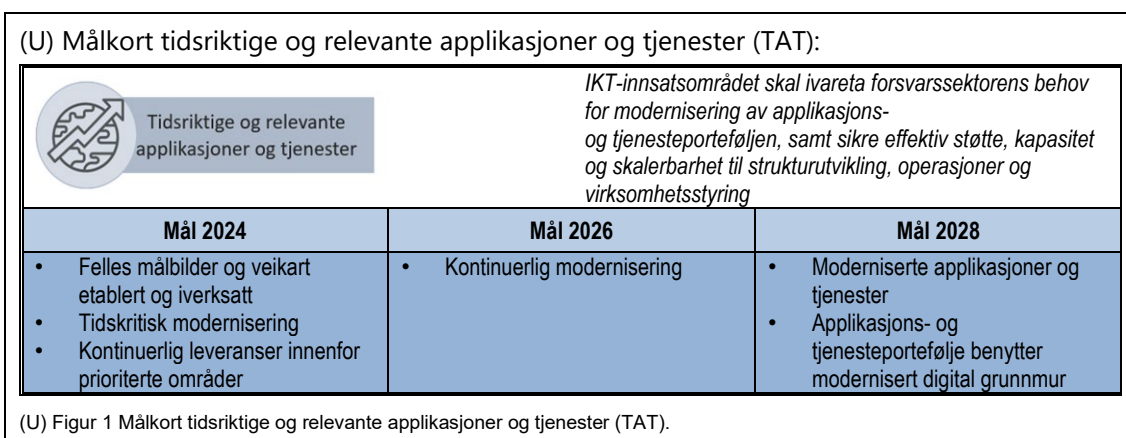 (U) Målkort tidsriktige og relevante applikasjoner og tjenester (TAT):
Tidsriktige og relevante
applikasjoner og tjenester
IKT-innsatsområdet skal ivareta forsvarssektorens behov
for modernisering av applikasjons-
og tjenesteporteføljen, samt sikre effektiv støtte, kapasitet
og skalerbarhet til strukturutvikling, operasjoner og
virksomhetsstyring
Mål 2024
Mål 2026
Mål 2028
• Felles målbilder og veikart
etablert og iverksatt
• Tidskritisk modernisering
• Kontinuerlig leveranser innenfor
prioriterte områder
• Kontinuerlig modernisering
• Moderniserte applikasjoner og
tjenester
• Applikasjons- og
tjenesteportefølje benytter
modernisert digital grunnmur
(U) Figur 1 Målkort tidsriktige og relevante applikasjoner og tjenester (TAT).